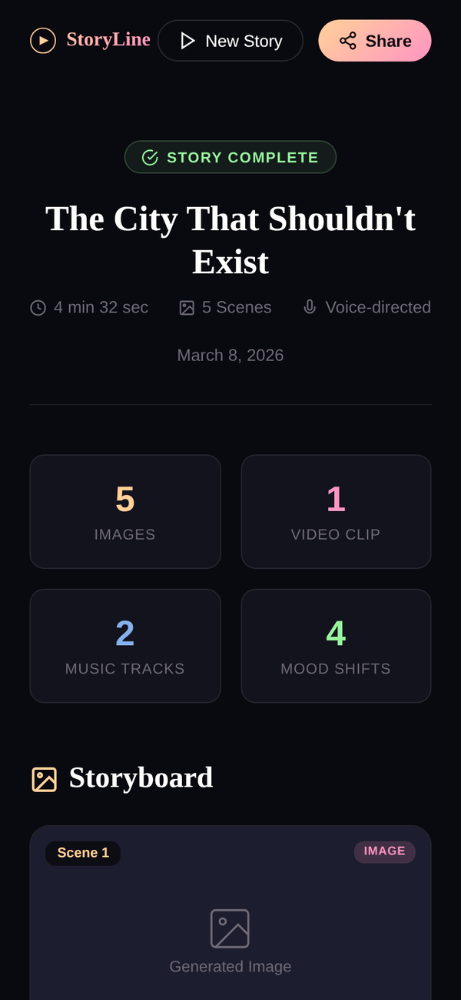 StoryLine
New Story
Share
STORY COMPLETE
The City That Shouldn't
Exist
4 min 32 sec
5 Scenes
Voice-directed
March 8, 2026
5
IMAGES
1
VIDEO CLIP
2
MUSIC TRACKS
4
MOOD SHIFTS
Storyboard
Scene 1
IMAGE
Generated Image